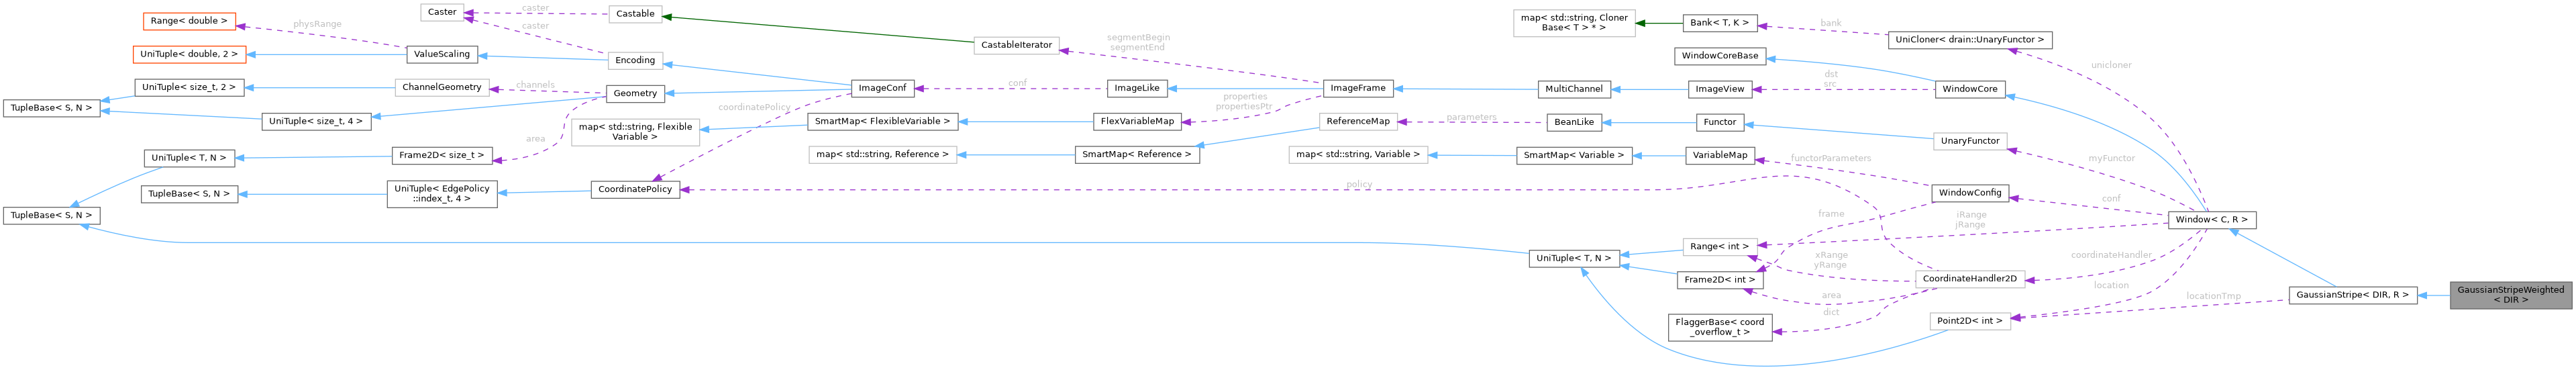 Range< double >
physRange
Caster
caster
caster
Castable
CastableIterator
segmentBegin
segmentEnd
map< std::string, Cloner
Base< T > * >
Bank< T, K >
bank
UniCloner< drain::UnaryFunctor >
UniTuple< double, 2 >
ValueScaling
Encoding
WindowCoreBase
unicloner
UniTuple< size_t, 2 >
ChannelGeometry
channels
Geometry
ImageConf
conf
ImageLike
ImageFrame
MultiChannel
ImageView
dst
src
WindowCore
TupleBase< S, N >
UniTuple< size_t, 4 >
coordinatePolicy
properties
propertiesPtr
map< std::string, Flexible
Variable >
SmartMap< FlexibleVariable >
FlexVariableMap
ReferenceMap
parameters
BeanLike
Functor
UnaryFunctor
area
UniTuple< T, N >
Frame2D< size_t >
map< std::string, Reference >
SmartMap< Reference >
map< std::string, Variable >
SmartMap< Variable >
VariableMap
functorParameters
myFunctor
TupleBase< S, N >
UniTuple< EdgePolicy
::index_t, 4 >
CoordinatePolicy
policy
WindowConfig
conf
TupleBase< S, N >
frame
iRange
jRange
Window< C, R >
UniTuple< T, N >
Range< int >
xRange
yRange
coordinateHandler
Frame2D< int >
CoordinateHandler2D
location
area
dict
locationTmp
GaussianStripe< DIR, R >
GaussianStripeWeighted
< DIR >
FlaggerBase< coord
_overflow_t >
Point2D< int >